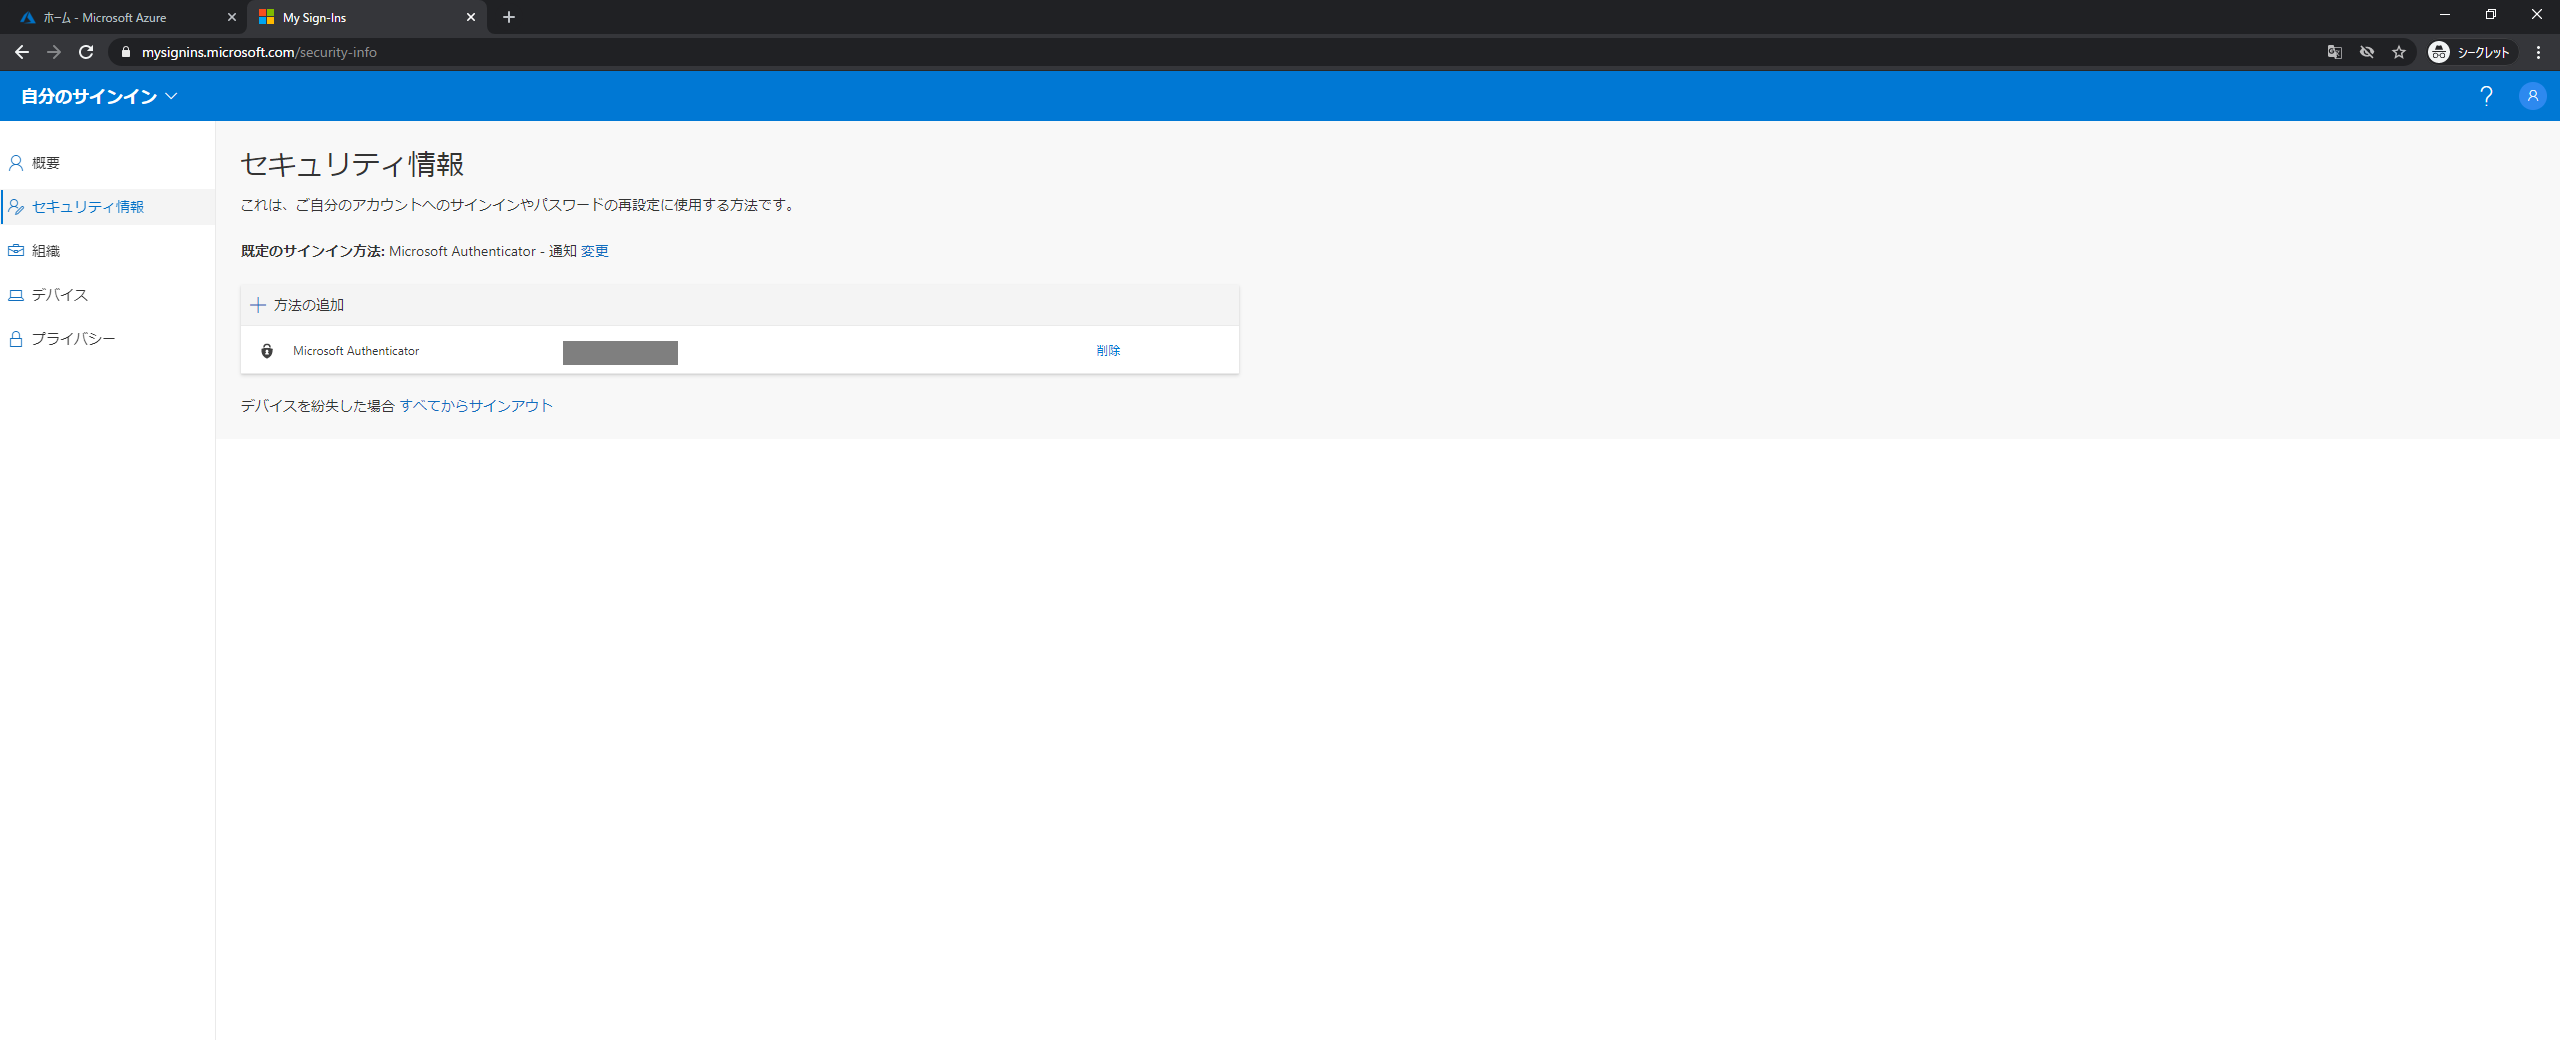 ホーム - Microsoft Azure
My Sign-Ins
mysignins.microsoft.com/security-info
シークレット
自分のサインイン
概要
セキュリティ情報
組織
デバイス
プライバシー
セキュリティ情報
これは、ご自分のアカウントへのサインインやパスワードの再設定に使用する方法です。
既定のサインイン方法: Microsoft Authenticator - 通知 変更
方法の追加
Microsoft Authenticator 削除
デバイスを紛失した場合 すべてからサインアウト